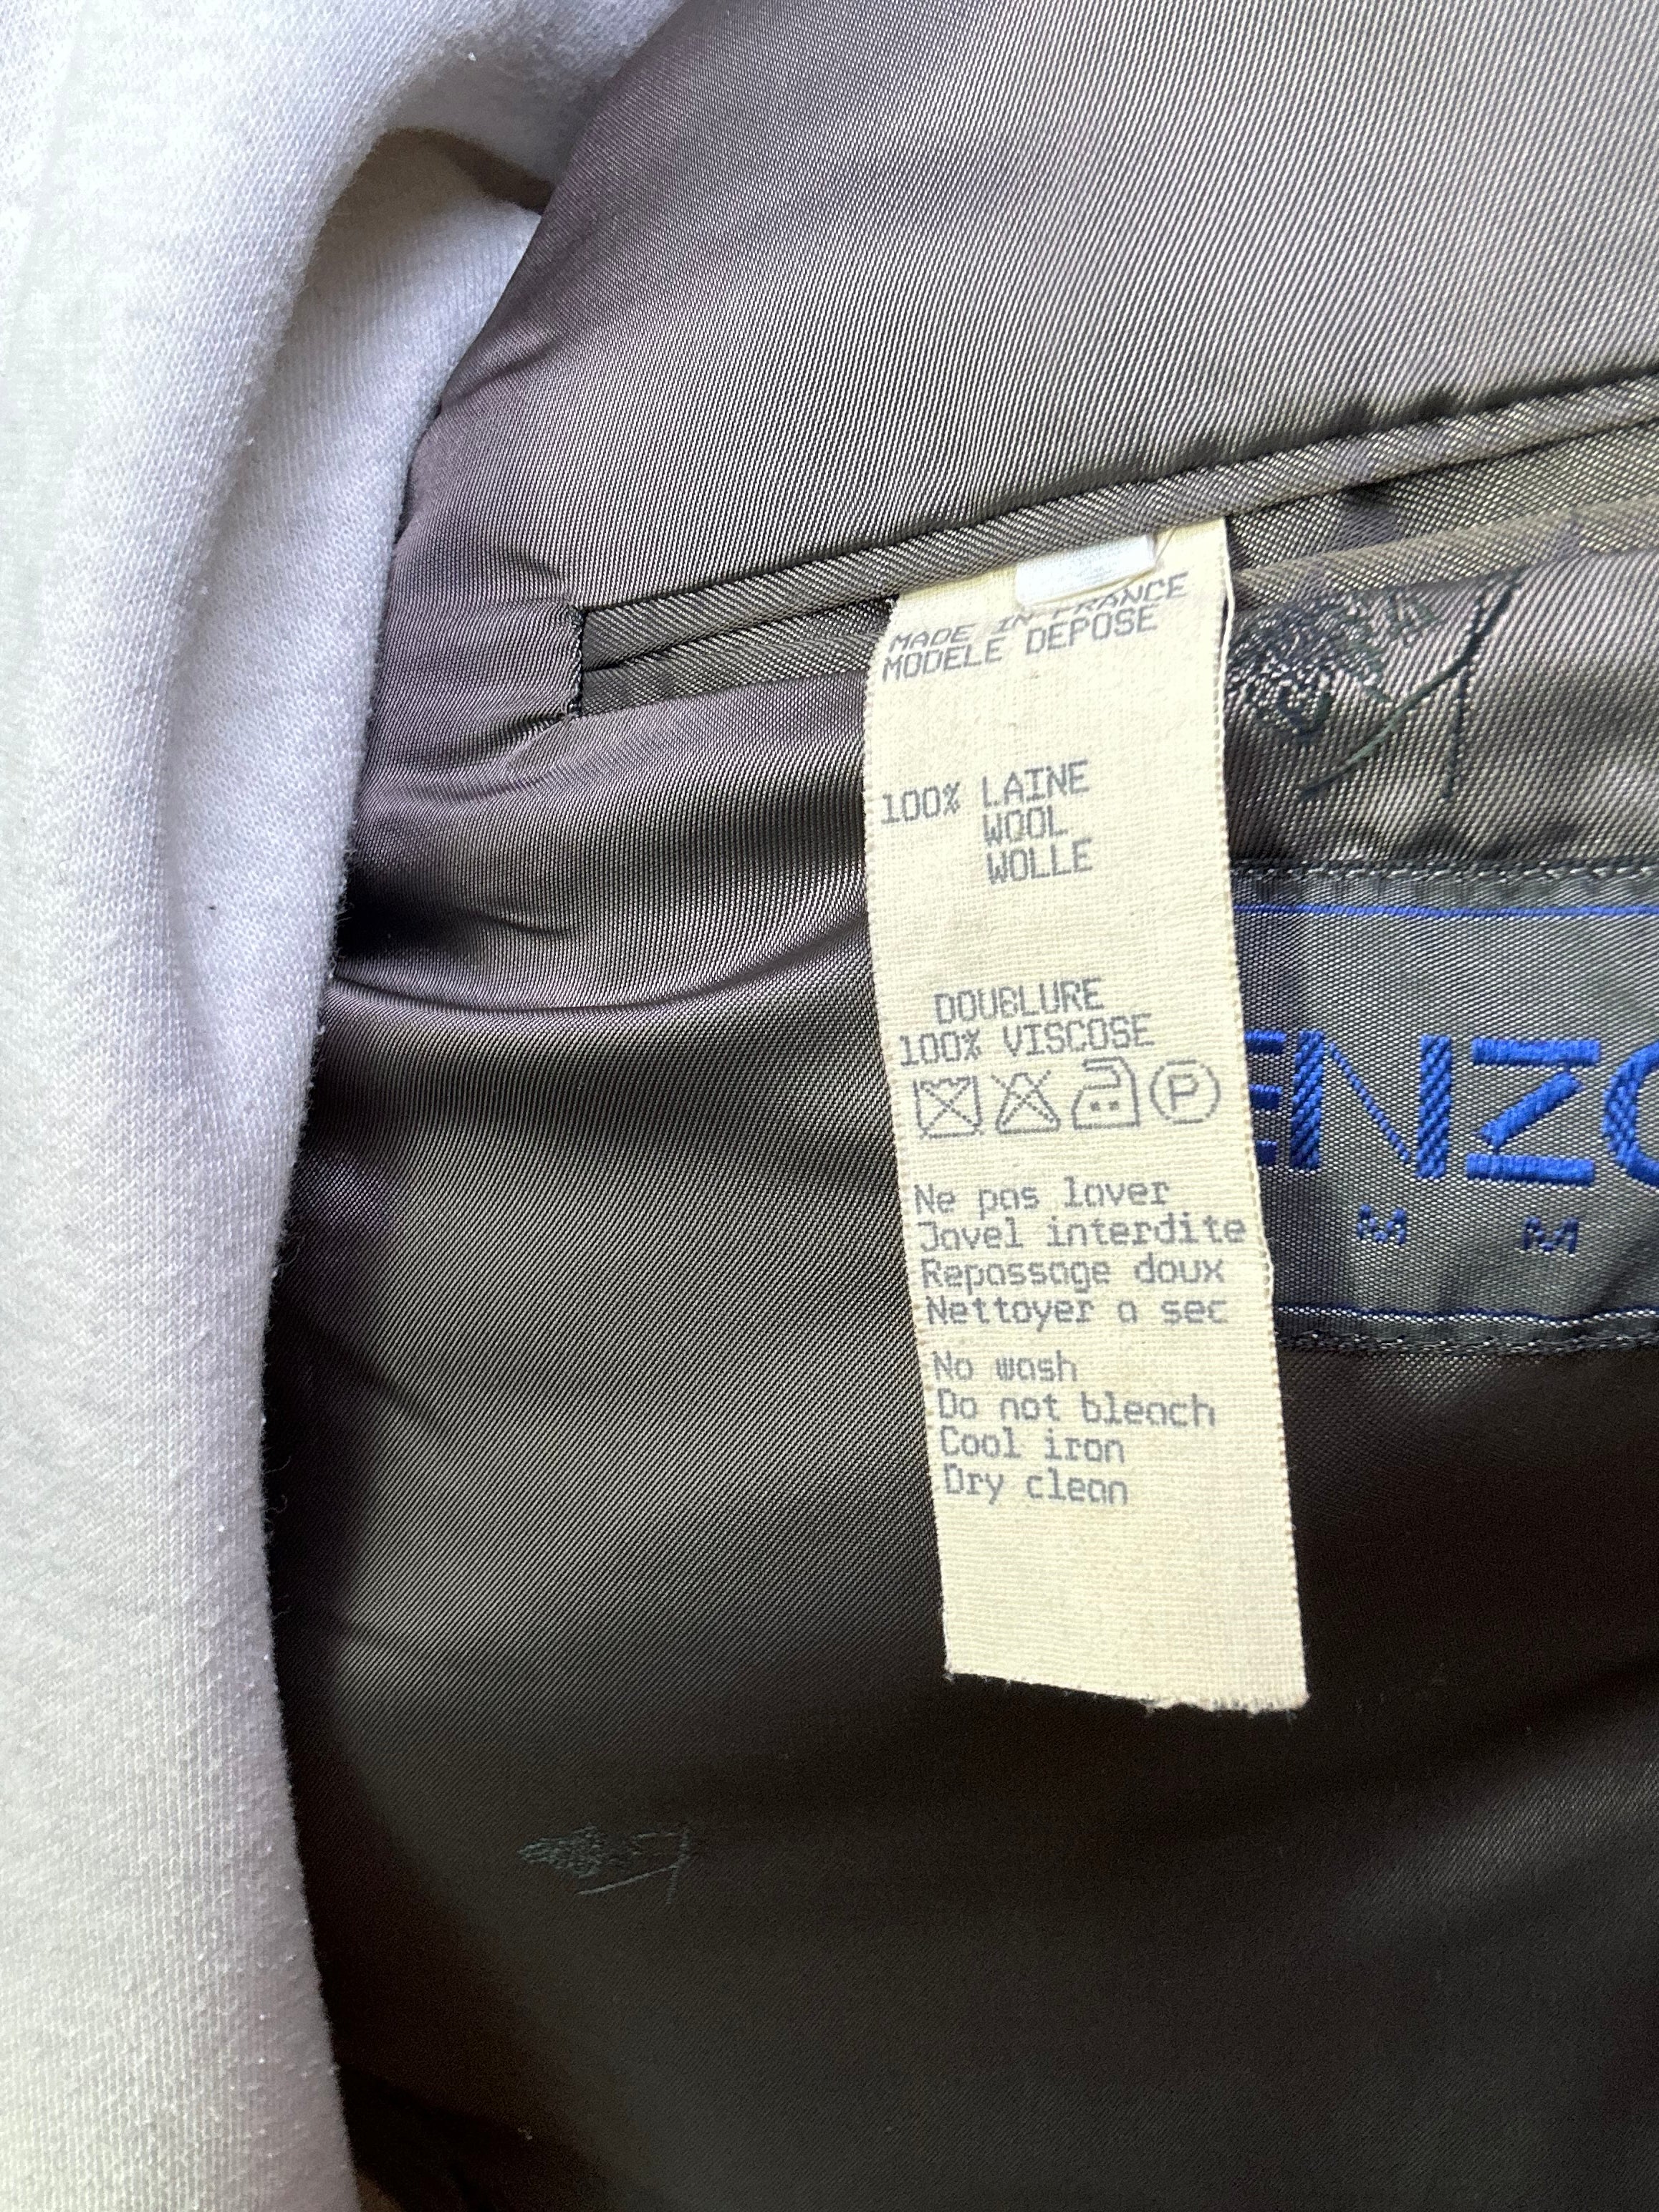 MADE IN FRANCE
MODELE DEPOSE
100% LAINE
WOOL
WOLLE
DOUBLURE
100% VISCOSE
P
Ne pas laver
Javel interdite
Repassage doux
Nettoyer a sec
No wash
Do not bleach
Cool iron
Dry clean
ENZO
M M